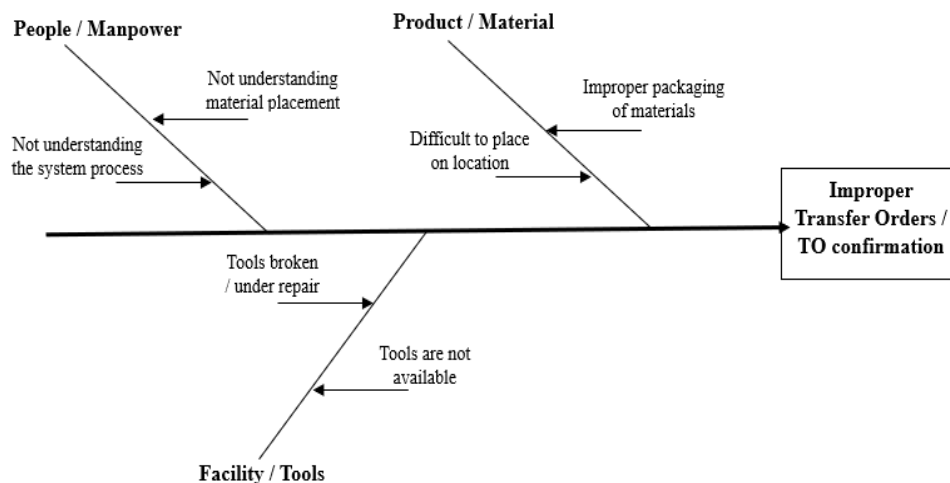 People / Manpower
Not understanding
material placement
Not understanding
the system process
Product / Material
Improper packaging
of materials
Difficult to place
on location
Improper
Transfer Orders /
TO confirmation
Tools broken
/ under repair
Tools are not
available
Facility / Tools